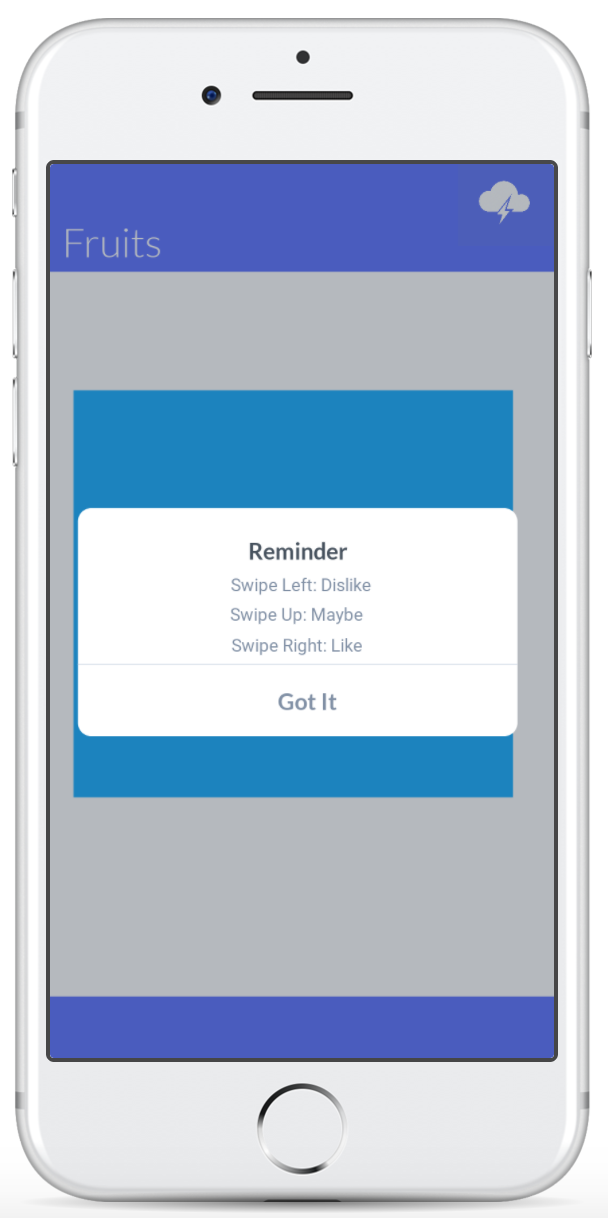 Fruits
Reminder
Swipe Left: Dislike
Swipe Up: Maybe
Swipe Right: Like
Got It